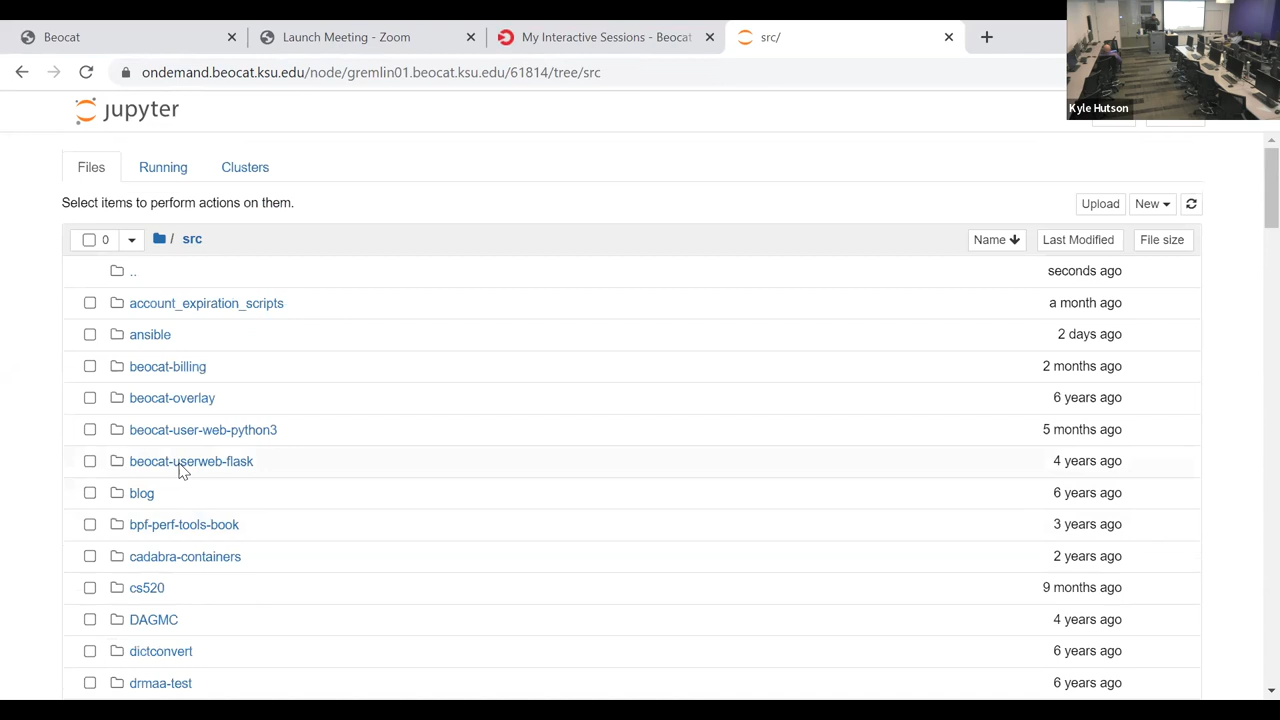 Beocat
Launch Meeting - Zoom
My Interactive Sessions - Beocat
src/
ondemand.beocat.ksu.edu/node/gremlin01.beocat.ksu.edu/61814/tree/src
Kyle Hutson
jupyter
Files
Running
Clusters
Select items to perform actions on them.
Upload
New
0
/ src
Name
Last Modified
File size
..
seconds ago
account_expiration_scripts
a month ago
ansible
2 days ago
beocat-billing
2 months ago
beocat-overlay
6 years ago
beocat-user-web-python3
5 months ago
beocat-userweb-flask
4 years ago
blog
6 years ago
bpf-perf-tools-book
3 years ago
cadabra-containers
2 years ago
cs520
9 months ago
DAGMC
4 years ago
dictconvert
6 years ago
drmaa-test
6 years ago